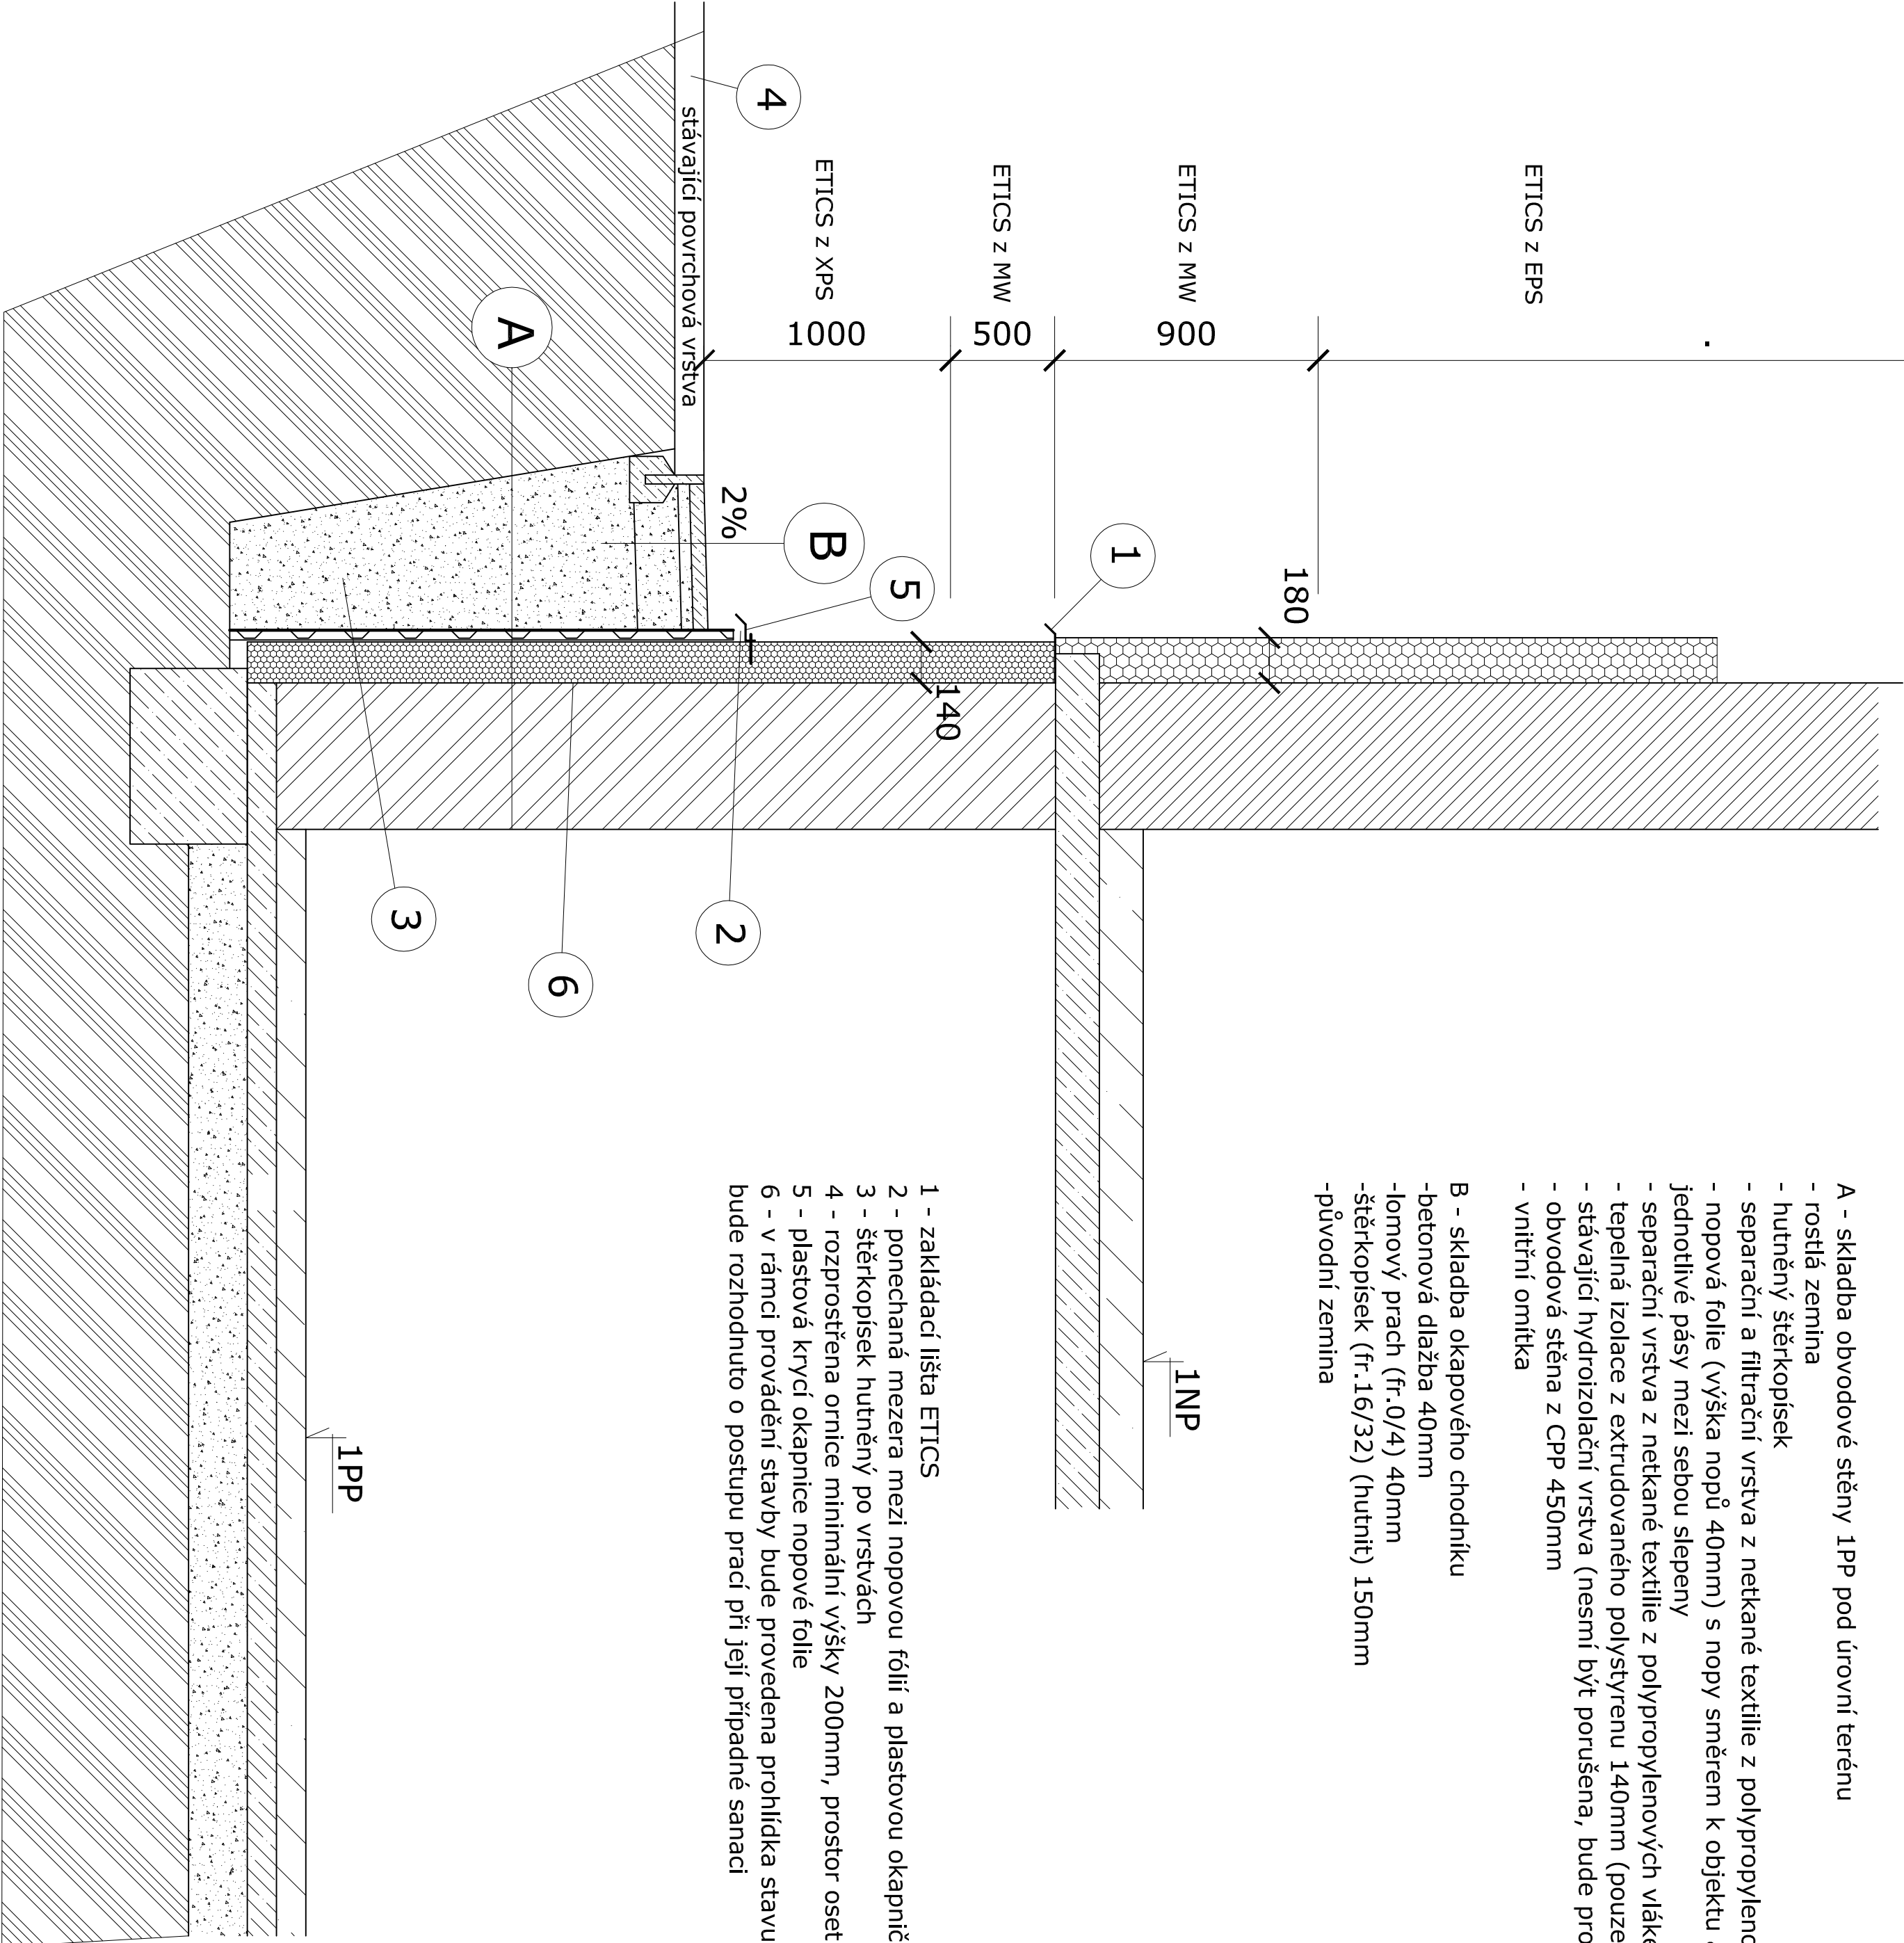 A - skladba obvodové stěny 1PP pod úrovní terénu
- rostlá zemina
- hutněný štěrkopísek
- separační a filtrační vrstva z netkané textilie z
- nopová folie (výška nopů 40mm) s nopy směrem k objektu
jednotlivé pásy mezi sebou slepeny
- separační vrstva z netkané textilie z polypropylenových
- tepelná izolace z extrudovaného polystyrenu 140mm (pouze
- stávající hydroizolační vrstva (nesmí být porušena, bude
- obvodová stěna z CPP 450mm
- vnitřní omítka
B - skladba okapového chodníku
-betonová dlažba 40mm
-lomový prach (fr.0/4) 40mm
-štěrkopísek (fr.16/32) (hutnit) 150mm
-původní zemina
1 - zakládací lišta ETICS
2 - ponechaná mezera mezi nopovou fólií a plastovou
3 - štěrkopísek hutněný po vrstvách
4 - rozprostřena ornice minimální výšky 200mm, prostor
5 - plastová krycí okapnice nopové folie
6 - v rámci provádění stavby bude provedena prohlídka stavu
bude rozhodnuto o postupu prací při její případné sanaci
ETICS z EPS
ETICS z MW
900
ETICS z MW
500
ETICS z XPS
1000
180
140
1
5
B
2%
4
stávající povrchová vrstva
A
2
6
3
1NP
1PP